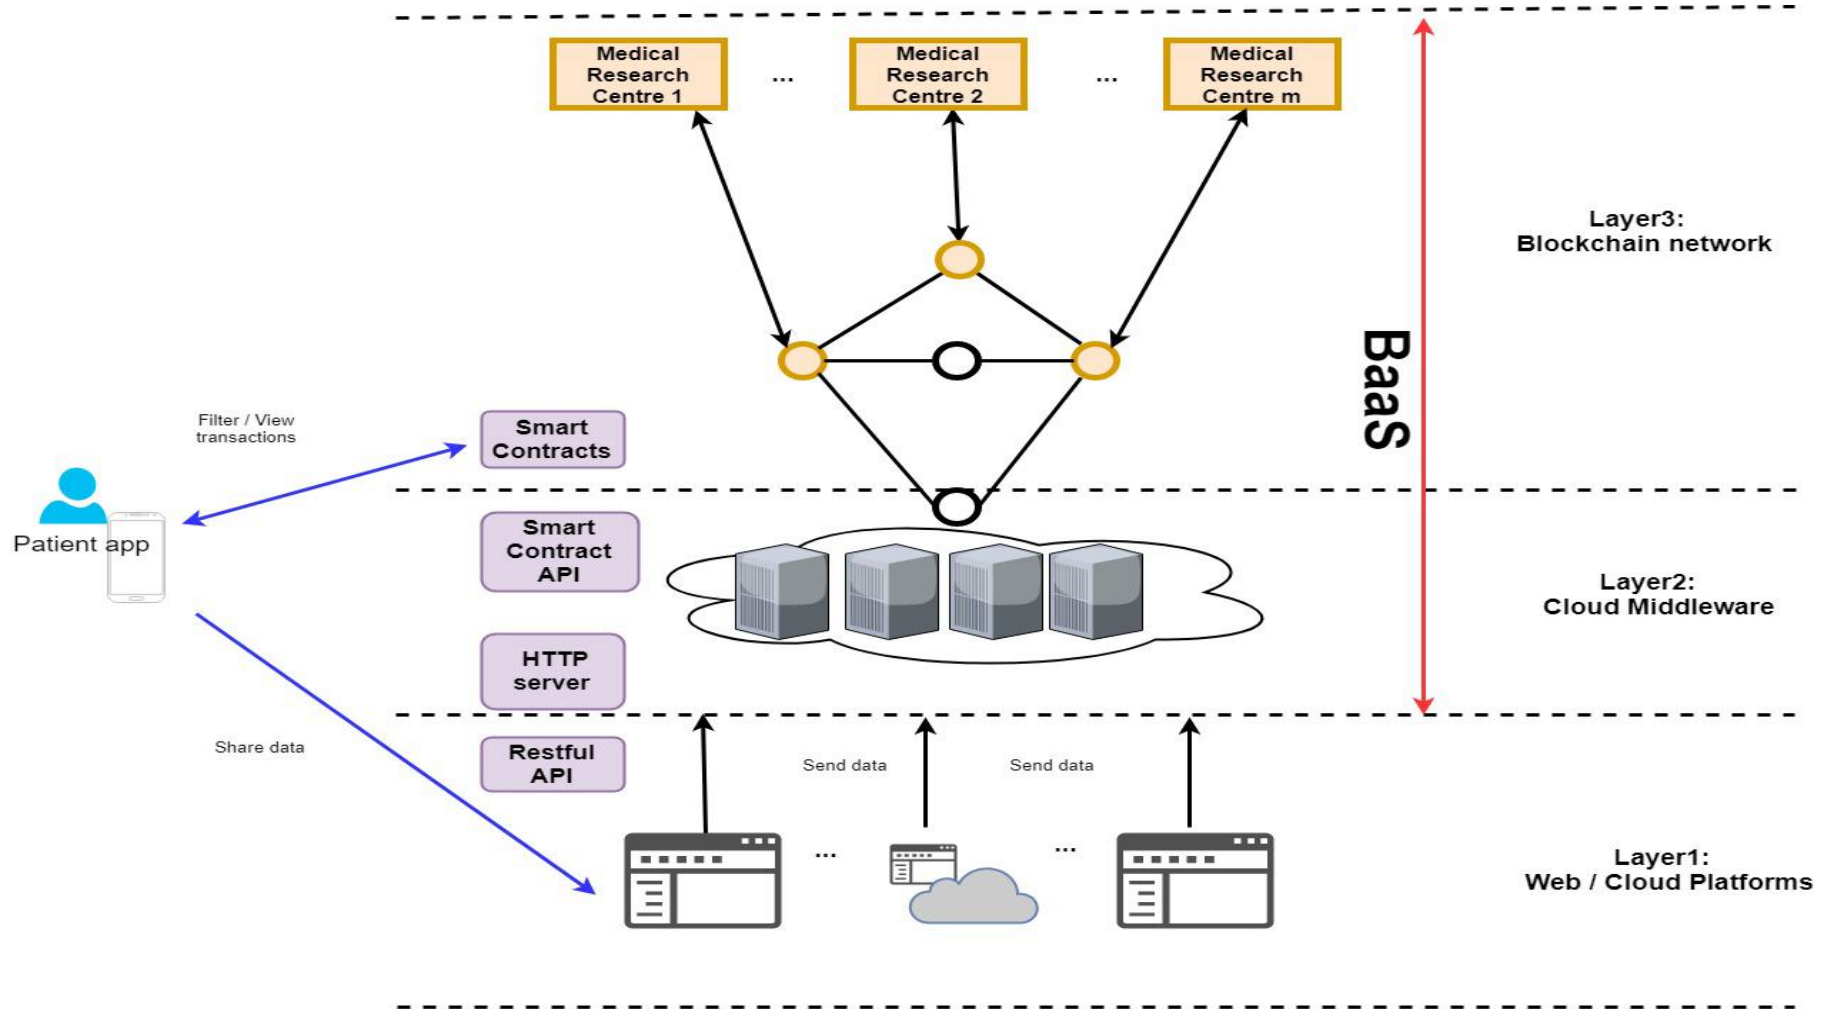 Medical
Research
Centre 1
...
Medical
Research
Centre 2
...
Medical
Research
Centre m
Layer3:
Blockchain network
BaaS
Filter / View
transactions
Smart
Contracts
Patient app
Smart
Contract
API
Layer2:
Cloud Middleware
HTTP
server
Share data
Restful
API
Send data
Send data
...
...
Layer1:
Web / Cloud Platforms